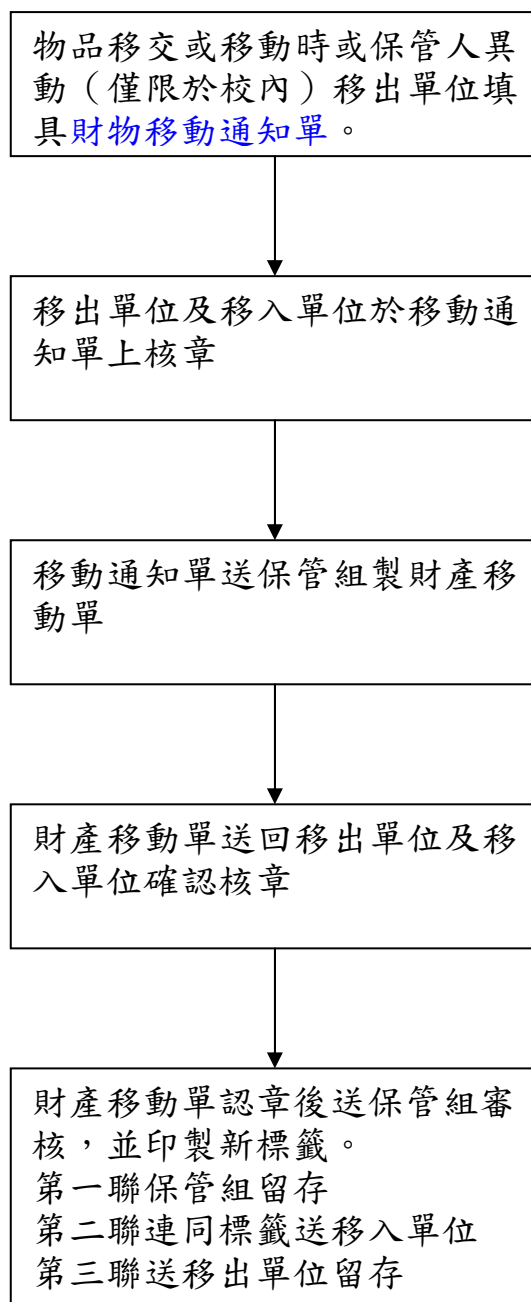 物品移交或移動時或保管人異
動（僅限於校內）移出單位填
具財物移動通知單。
移出單位及移入單位於移動通
知單上核章
移動通知單送保管組製財產移
動單
財產移動單送回移出單位及移
入單位確認核章
財產移動單認章後送保管組審
核，並印製新標籤。
第一聯保管組留存
第二聯連同標籤送移入單位
第三聯送移出單位留存